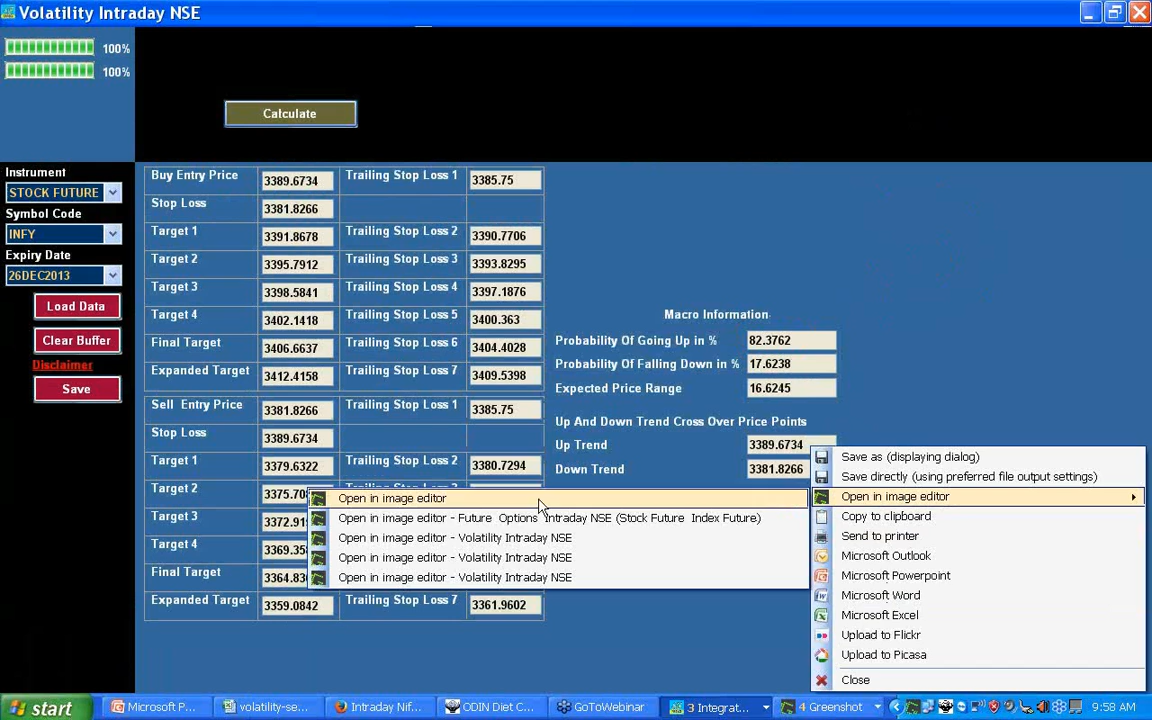 Volatility Intraday NSE
100%
100%
Calculate
Instrument
STOCK FUTURE
Symbol Code
INFY
Expiry Date
26DEC2013
Load Data
Clear Buffer
Disclaimer
Save
Buy Entry Price 3389.6734 Trailing Stop Loss 1 3385.75
Stop Loss 3381.8266
Target 1 3391.8678 Trailing Stop Loss 2 3390.7706
Target 2 3395.7912 Trailing Stop Loss 3 3393.8295
Target 3 3398.5841 Trailing Stop Loss 4 3397.1876
Target 4 3402.1418 Trailing Stop Loss 5 3400.363
Final Target 3406.6637 Trailing Stop Loss 6 3404.4028
Expanded Target 3412.4158 Trailing Stop Loss 7 3409.5398
Sell Entry Price 3381.8266 Trailing Stop Loss 1 3385.75
Stop Loss 3389.6734
Target 1 3379.6322 Trailing Stop Loss 2 3380.7294
Target 2
Target 3
Target 4
Final Target
Expanded Target 3359.0842 Trailing Stop Loss 7 3361.9602
Macro Information
Probability Of Going Up in % 82.3762
Probability Of Falling Down in % 17.6238
Expected Price Range 16.6245
Up And Down Trend Cross Over Price Points
Up Trend 3389.6734
Down Trend 3381.8266
Open in image editor
Open in image editor - Future Options Intraday NSE (Stock Future Index Future)
Open in image editor - Volatility Intraday NSE
Open in image editor - Volatility Intraday NSE
Open in image editor - Volatility Intraday NSE
Save as (displaying dialog)
Save directly (using preferred file output settings)
Open in image editor
Copy to clipboard
Send to printer
Microsoft Outlook
Microsoft Powerpoint
Microsoft Word
Microsoft Excel
Upload to Flickr
Upload to Picasa
Close
start
Microsoft P...
volatility-se...
Intraday Nif...
ODIN Diet C...
GoToWebinar
3 Integrat...
4 Greenshot
9:58 AM